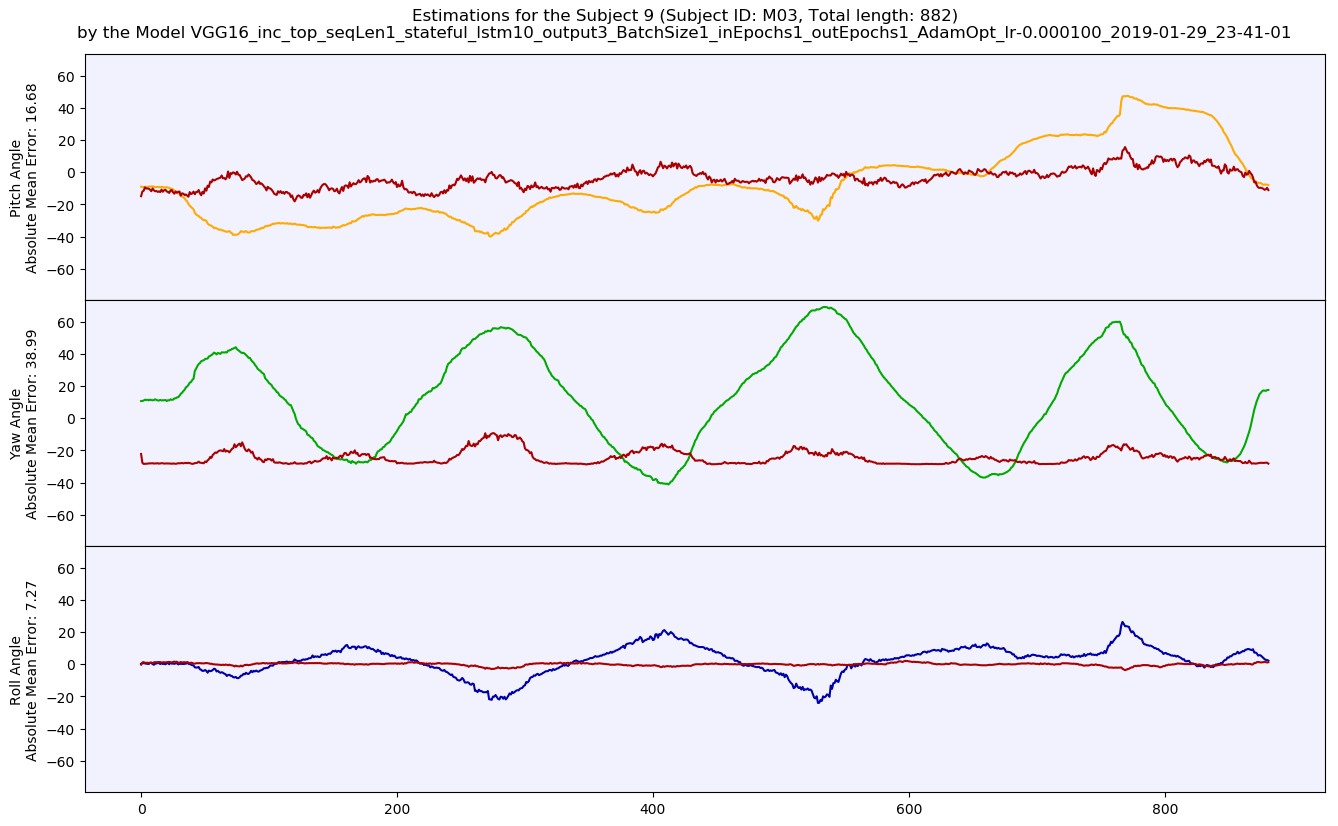 Estimations for the Subject 9 (Subject ID: M03, Total length: 882)
by the Model VGG16_inc_top_seqLen1_stateful_lstm10_output3_BatchSize1_inEpochs1_outEpochs1_AdamOpt_lr-0.000100_2019-01-29_23-41-01
Pitch Angle
Absolute Mean Error: 16.68
60
40
20
0
−20
−40
−60
Yaw Angle
Absolute Mean Error: 38.99
60
40
20
0
−20
−40
−60
Roll Angle
Absolute Mean Error: 7.27
60
40
20
0
−20
−40
−60
0 200 400 600 800